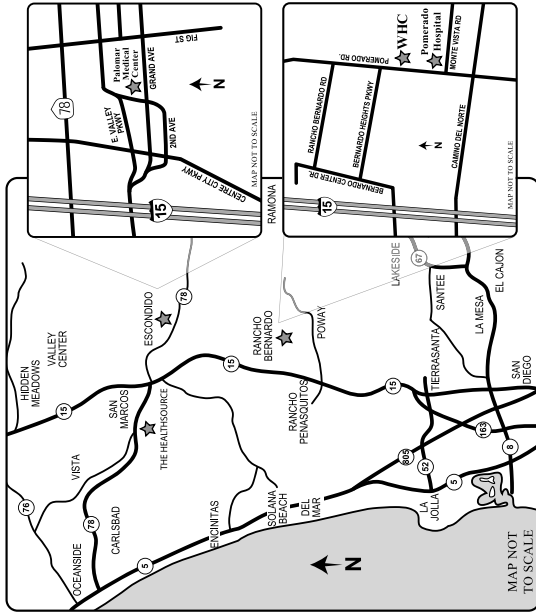 FIG ST
78
Palomar
Medical
Center
GRAND AVE
E. VALLEY
PKWY
2ND AVE
N
CENTRE CITY PKWY
MAP NOT TO SCALE
15
POMERADO RD.
WHC
Pomerado
Hospital
MONTE VISTA RD
RANCHO BERNARDO RD
BERNARDO HEIGHTS PKWY
N
CAMINO DEL NORTE
BERNARDO CENTER DR.
MAP NOT TO SCALE
15
RAMONA
HIDDEN
MEADOWS
VALLEY
CENTER
ESCONDIDO
78
15
76
VISTA
SAN
MARCOS
THE HEALTHSOURCE
15
RANCHO
BERNARDO
POWAY
RANCHO
PENASQUITOS
OCEANSIDE
78
CARLSBAD
5
ENCINITAS
SOLANA
BEACH
DEL
MAR
LAKESIDE
67
SANTEE
EL CAJON
LA MESA
TIERRASANTA
15
805
52
163
LA
JOLLA
5
8
SAN
DIEGO
N
MAP NOT
TO SCALE